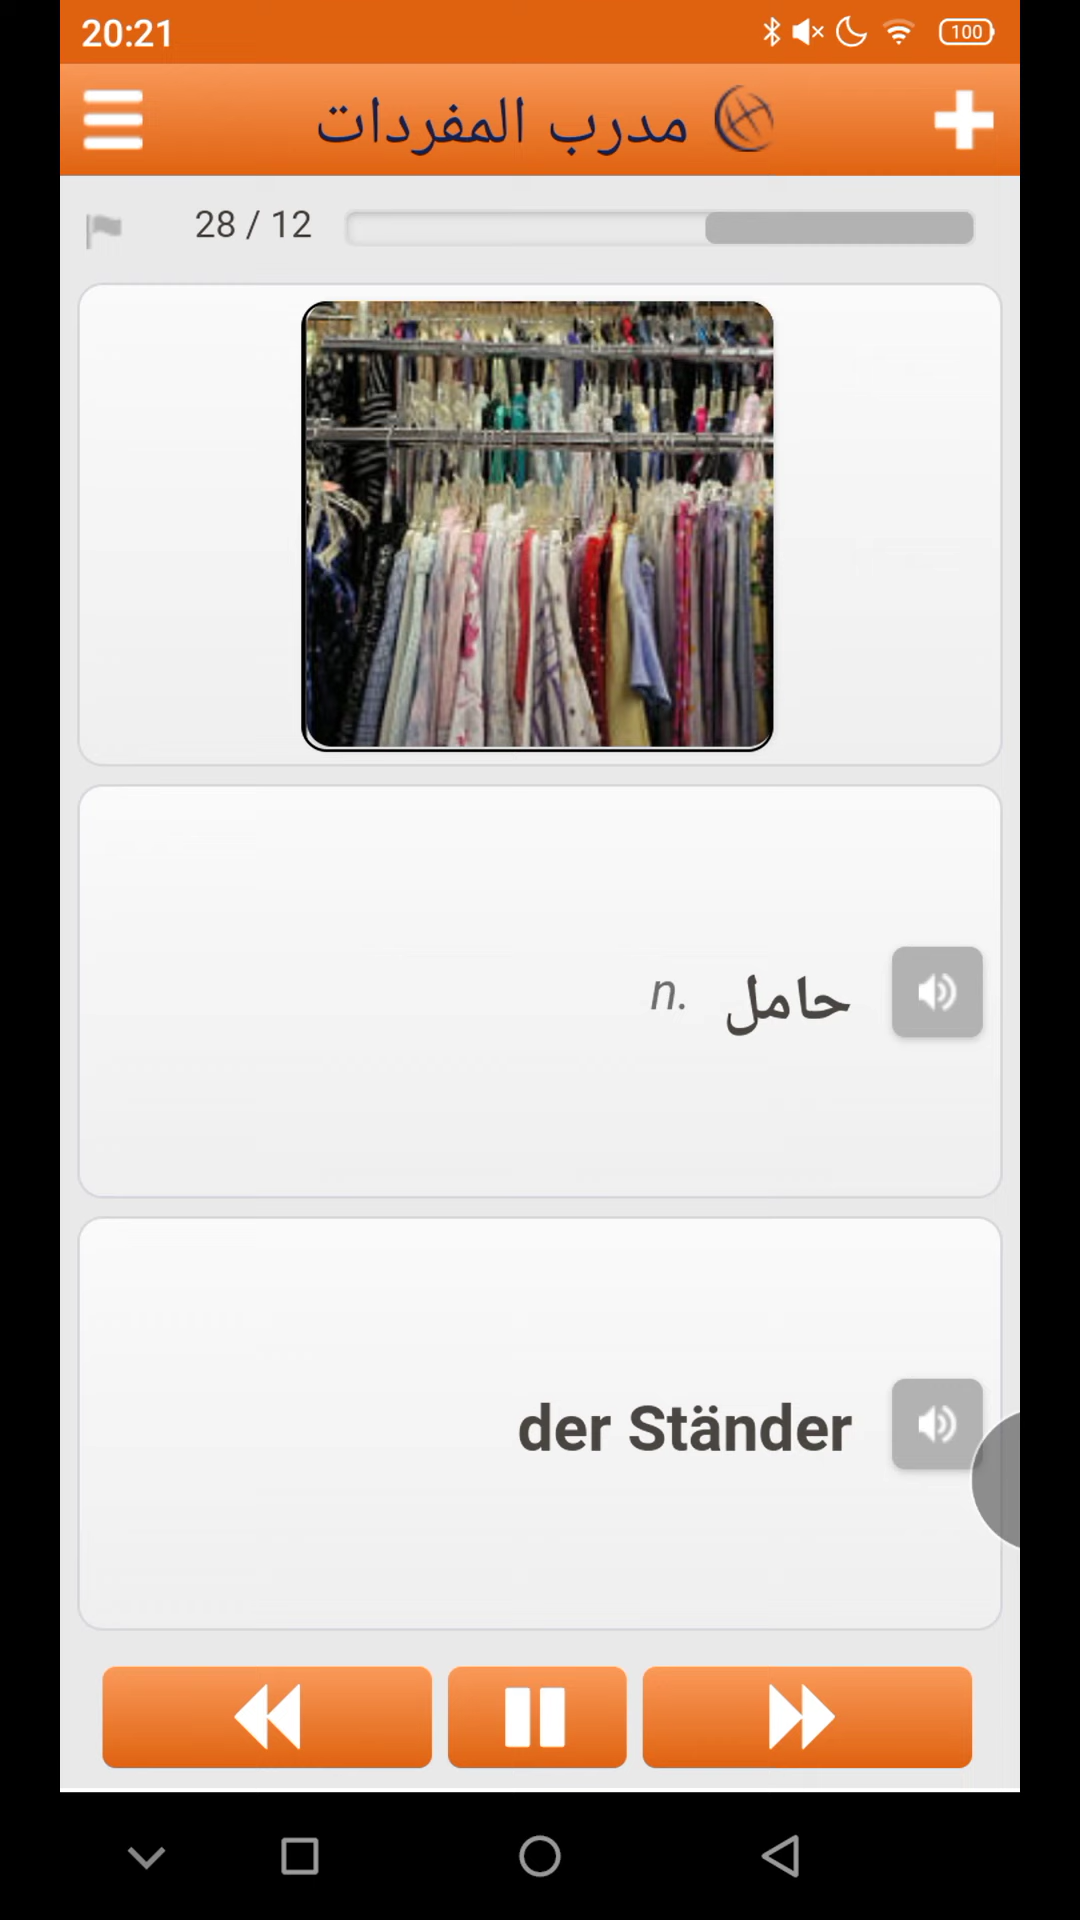 20:21
100
مدرب المفردات
28 / 12
حامل n.
der Ständer